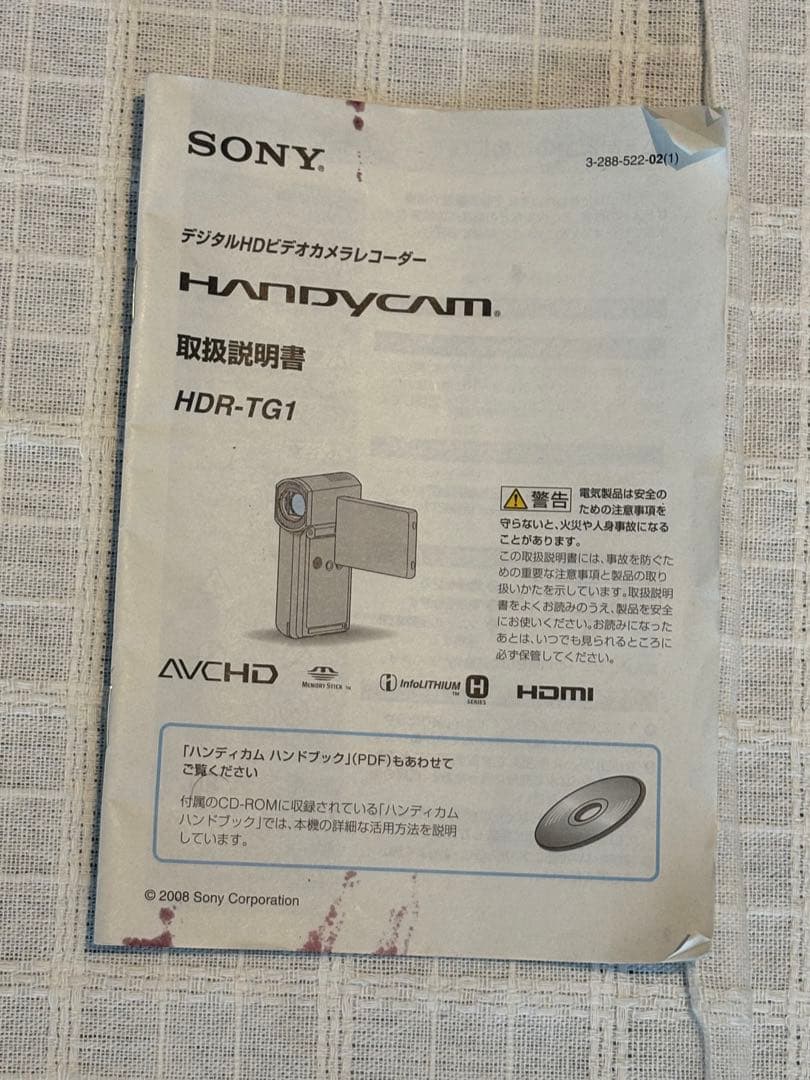 SONY®
3-288-522-02(1)
デジタルHDビデオカメラレコーダー
HANDYCAM®
取扱説明書
HDR-TG1
警告
電気製品は安全の
ための注意事項を
守らないと、火災や人身事故になる
ことがあります。
この取扱説明書には、事故を防ぐた
めの重要な注意事項と製品の取り
扱いかたを示しています。取扱説明
書をよくお読みのうえ、製品を安全
にお使いください。お読みになった
あとは、いつでも見られるところに
必ず保管してください。
AVCHD
MEMORY STICK TM
InfoLITHIUM TM H SERIES
HDMI
「ハンディカム ハンドブック」(PDF)もあわせて
ご覧ください
付属のCD-ROMに収録されている「ハンディカム
ハンドブック」では、本機の詳細な活用方法を説明
しています。
© 2008 Sony Corporation